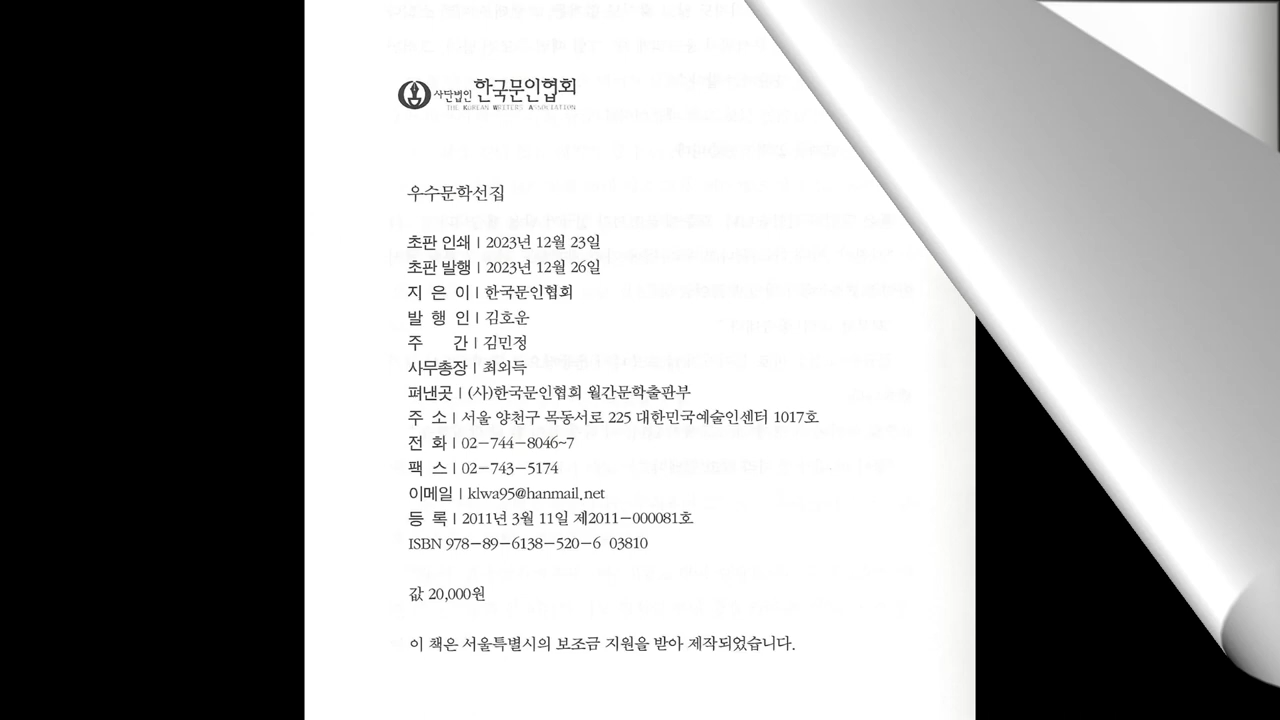 사단법인 한국문인협회
THE KOREAN WRITERS ASSOCIATION
우수문학선집
초판 인쇄 | 2023년 12월 23일
초판 발행 | 2023년 12월 26일
지 은 이 | 한국문인협회
발 행 인 | 김호운
주 간 | 김민정
사무총장 | 최외득
펴낸곳 | (사)한국문인협회 월간문학출판부
주 소 | 서울 양천구 목동서로 225 대한민국예술인센터 1017호
전 화 | 02-744-8046~7
팩 스 | 02-743-5174
이메일 | klwa95@hanmail.net
등 록 | 2011년 3월 11일 제2011-000081호
ISBN 978-89-6138-520-6 03810
값 20,000원
이 책은 서울특별시의 보조금 지원을 받아 제작되었습니다.